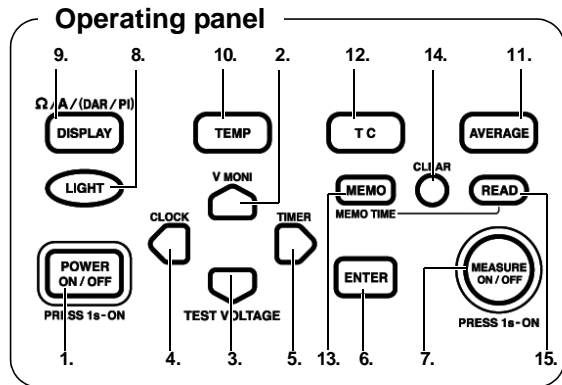 Operating panel
9. 8. 10. 2. 12. 14. 11.
Ω/A/(DAR/PI)
DISPLAY TEMP T C AVERAGE
CLEAR
LIGHT V MONI MEMO READ
MEMO TIME
CLOCK TIMER
POWER ON/OFF ENTER MEASURE ON/OFF
PRESS 1s-ON TEST VOLTAGE PRESS 1s-ON
1. 4. 3. 5. 13. 6. 7. 15.